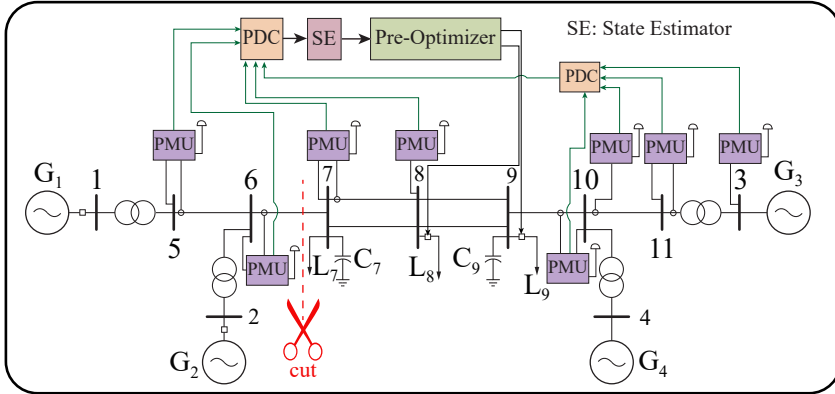 PDC
SE
Pre-Optimizer
SE: State Estimator
PDC
PMU
PMU
PMU
PMU
PMU
PMU
G1
1
5
6
7
8
9
10
11
3
G3
PMU
L7
C7
L8
C9
L9
PMU
2
G2
cut
4
G4